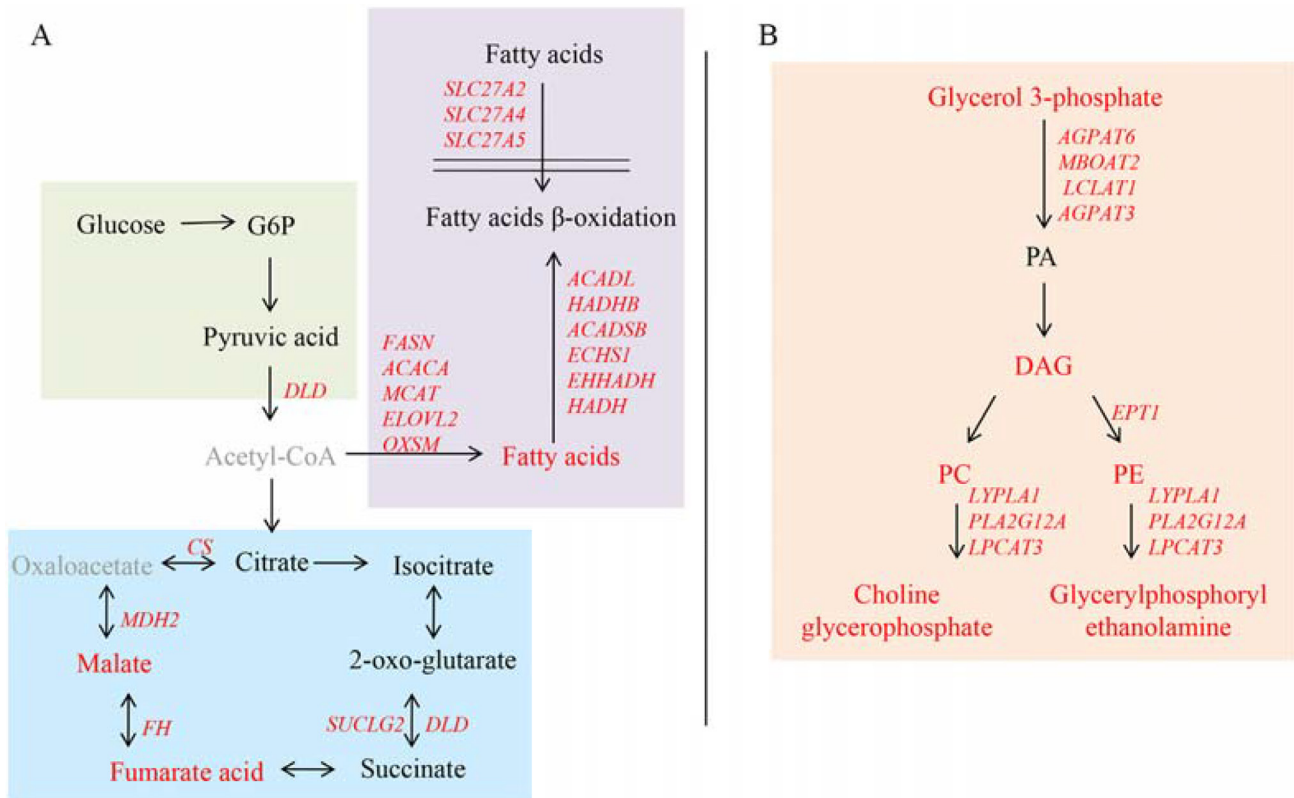 A
Fatty acids
SLC27A2
SLC27A4
SLC27A5
Fatty acids β-oxidation
Glucose
G6P
Pyruvic acid
DLD
Acetyl-CoA
FASN
ACACA
MCAT
ELOVL2
OXSM
ACADL
HADHB
ACADSB
ECHS1
EHHADH
HADH
Fatty acids
Oxaloacetate
CS
Citrate
Isocitrate
MDH2
Malate
2-oxo-glutarate
FH
SUCLG2
DLD
Fumarate acid
Succinate
B
Glycerol 3-phosphate
AGPAT6
MBOAT2
LCLAT1
AGPAT3
PA
DAG
EPT1
PC
PE
LYPLA1
PLA2G12A
LPCAT3
LYPLA1
PLA2G12A
LPCAT3
Choline
glycerophosphate
Glycerylphosphoryl
ethanolamine